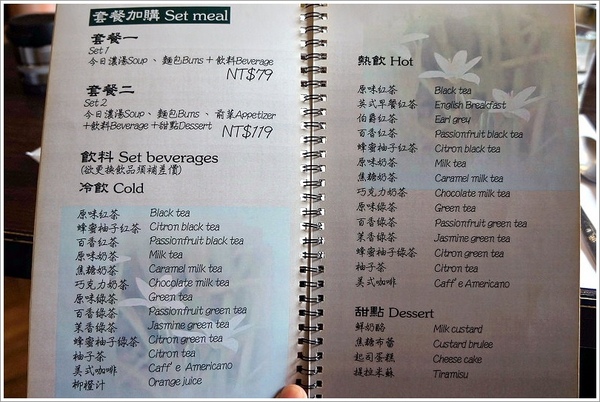 套餐加購 Set meal
套餐一
Set 1
今日濃湯Soup、麵包Buns+飲料Beverage
NT$79
套餐二
Set 2
今日濃湯Soup、麵包Buns、前菜Appetizer
+飲料Beverage+甜點Dessert NT$119
飲料 Set beverages
(欲更換飲品須補差價)
冷飲 Cold
原味紅茶 Black tea
蜂蜜柚子紅茶 Citron black tea
百香紅茶 Passionfruit black tea
原味奶茶 Milk tea
焦糖奶茶 Caramel milk tea
巧克力奶茶 Chocolate milk tea
原味綠茶 Green tea
百香綠茶 Passionfruit green tea
茉香綠茶 Jasmine green tea
蜂蜜柚子綠茶 Citron green tea
柚子茶 Citron tea
美式咖啡 Caff'e Americano
柳橙汁 Orange juice
熱飲 Hot
原味紅茶 Black tea
英式早餐紅茶 English Breakfast
伯爵紅茶 Earl grey
百香紅茶 Passionfruit black tea
蜂蜜柚子紅茶 Citron black tea
原味奶茶 Milk tea
焦糖奶茶 Caramel milk tea
巧克力奶茶 Chocolate milk tea
原味綠茶 Green tea
百香綠茶 Passionfruit green tea
茉香綠茶 Jasmine green tea
蜂蜜柚子綠茶 Citron green tea
柚子茶 Citron tea
美式咖啡 Caff'e Americano
甜點 Dessert
鮮奶酪 Milk custard
焦糖布蕾 Custard brulee
起司蛋糕 Cheese cake
提拉米蘇 Tiramisu